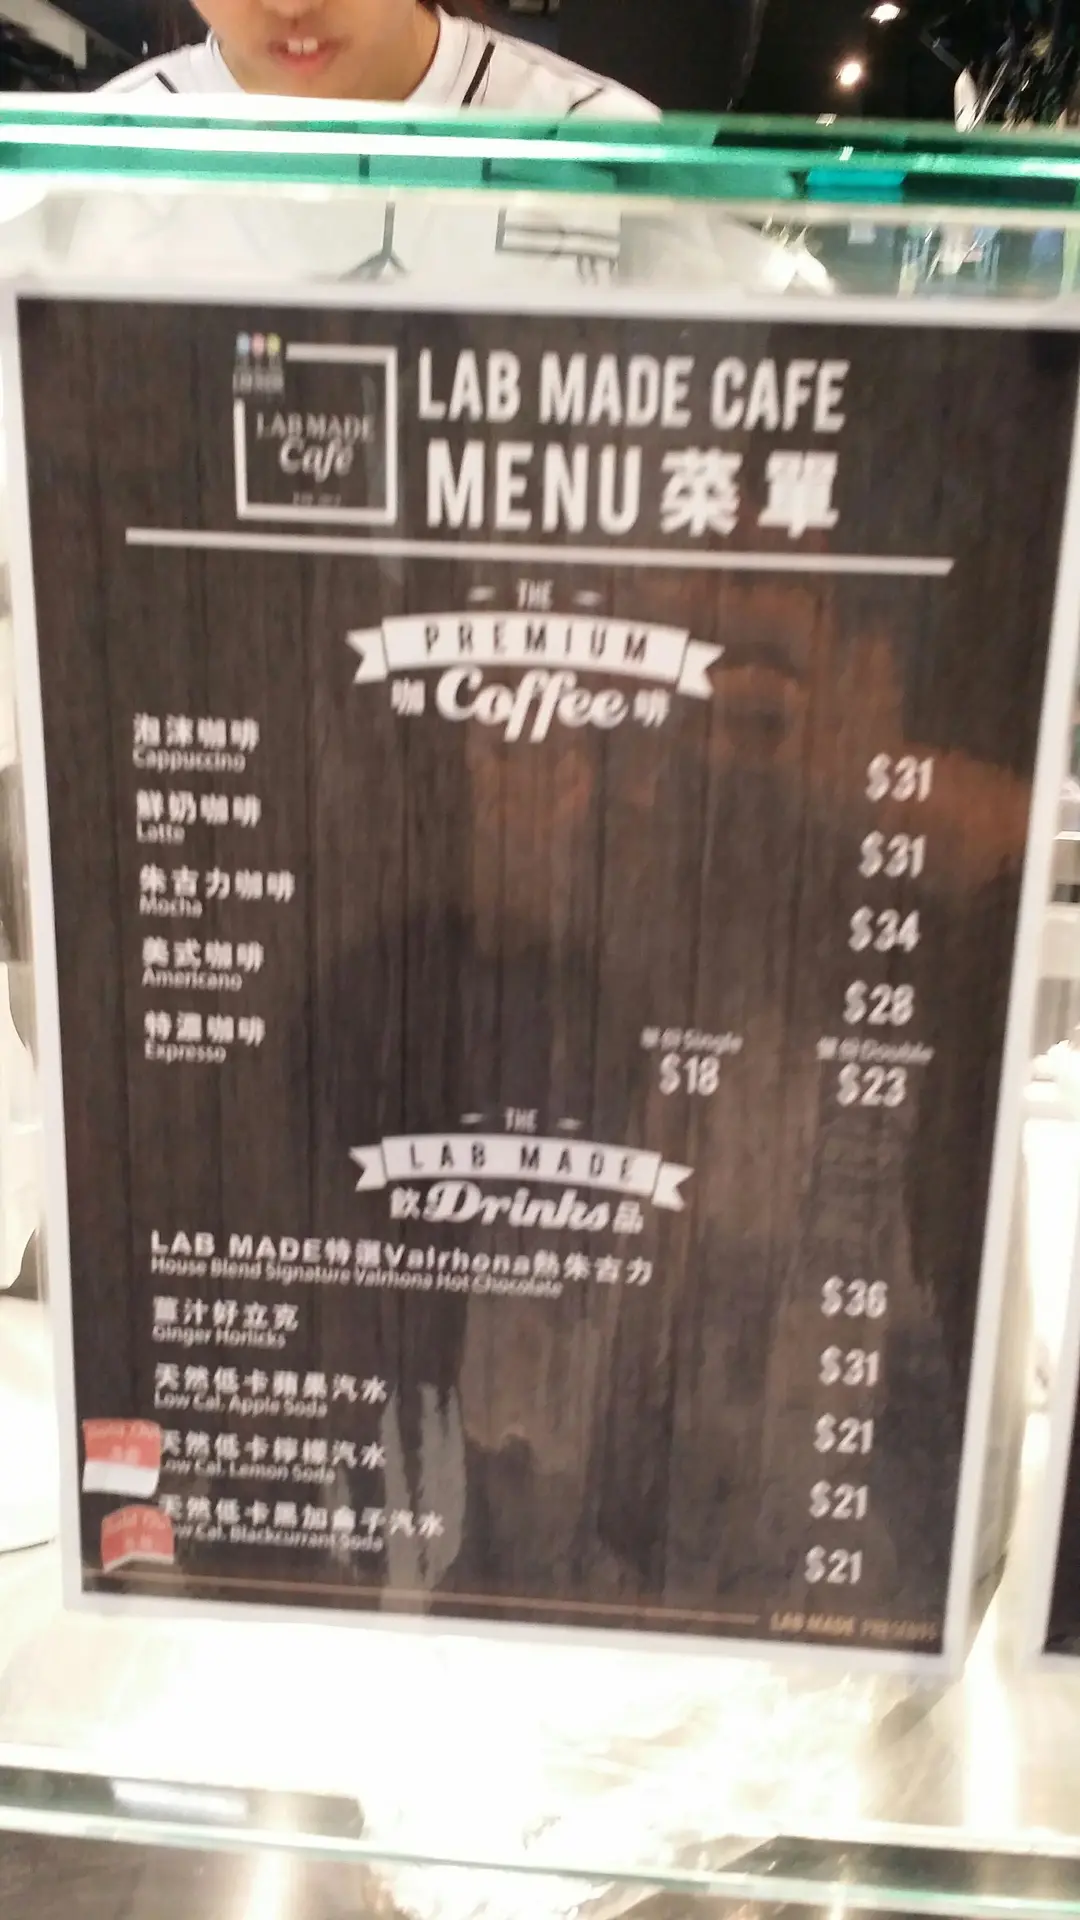 LAB MADE
Café
LAB MADE CAFE
MENU 菜單
THE
PREMIUM
咖 Coffee 啡
泡沫咖啡
Cappuccino
$31
鮮奶咖啡
Latte
$31
朱古力咖啡
Mocha
$34
美式咖啡
Americano
$28
特濃咖啡
Expresso
Single
$18
Double
$23
THE
LAB MADE
飲 Drinks 品
LAB MADE特選Valrhona熱朱古力
House Blend Signature Valrhona Hot Chocolate
$36
薑汁好立克
Ginger Horlicks
$31
天然低卡蘋果汽水
Low Cal. Apple Soda
$21
天然低卡檸檬汽水
Low Cal. Lemon Soda
$21
天然低卡黑加侖子汽水
Low Cal. Blackcurrant Soda
$21
LAB MADE PRESENTS